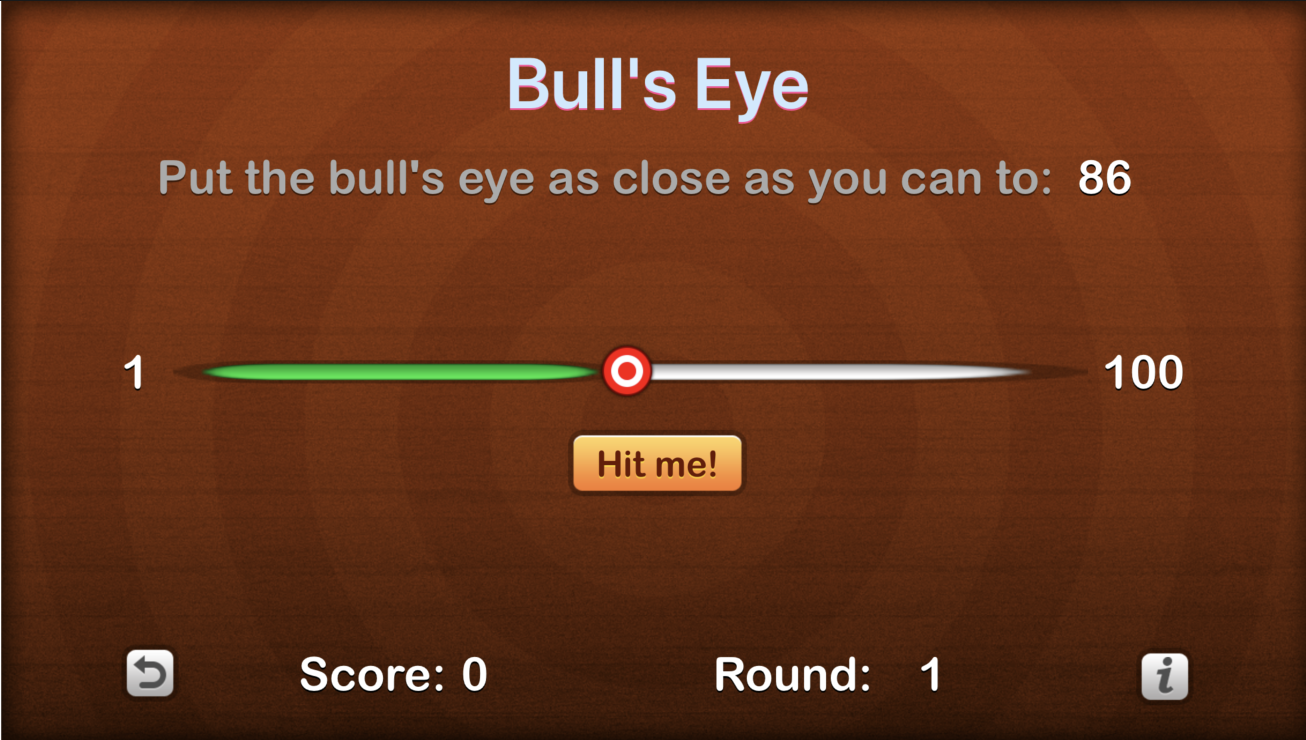 Bull's Eye
Put the bull's eye as close as you can to: 86
1 100
Hit me!
Score: 0 Round: 1